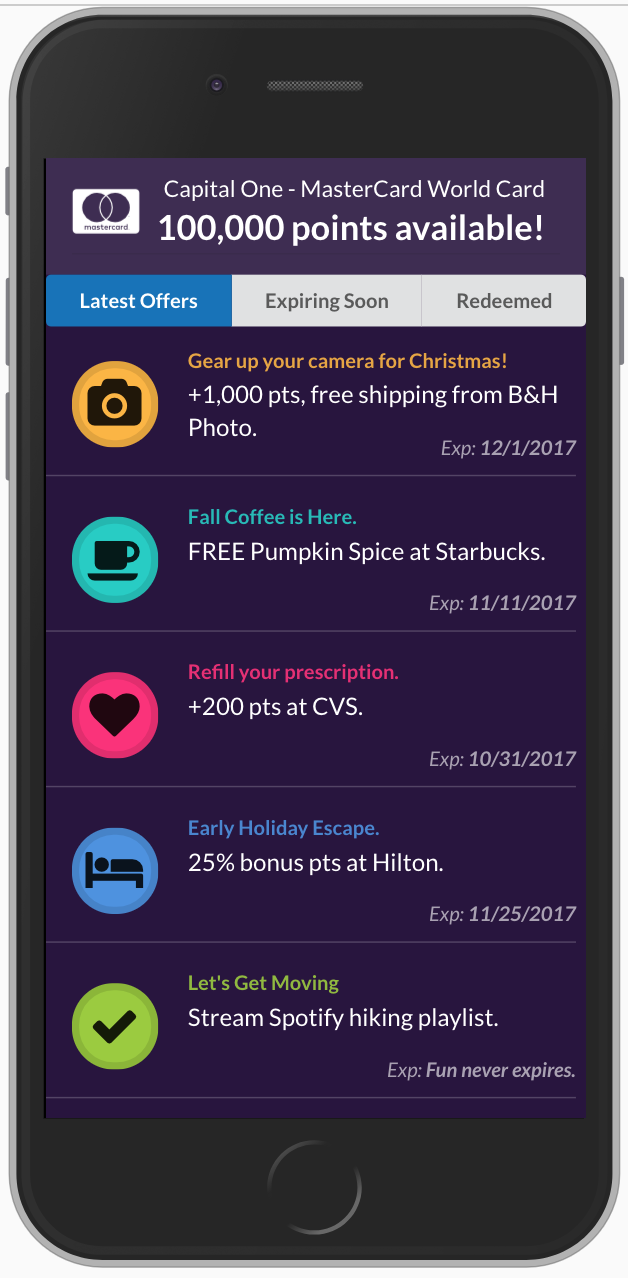 Capital One - MasterCard World Card
mastercard.
100,000 points available!
Latest Offers
Expiring Soon
Redeemed
Gear up your camera for Christmas!
+1,000 pts, free shipping from B&H
Photo.
Exp: 12/1/2017
Fall Coffee is Here.
FREE Pumpkin Spice at Starbucks.
Exp: 11/11/2017
Refill your prescription.
+200 pts at CVS.
Exp: 10/31/2017
Early Holiday Escape.
25% bonus pts at Hilton.
Exp: 11/25/2017
Let's Get Moving
Stream Spotify hiking playlist.
Exp: Fun never expires.